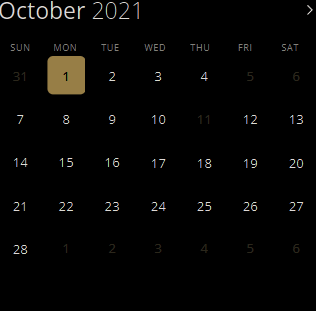 October 2021
SUN MON TUE WED THU FRI SAT
31 1 2 3 4 5 6
7 8 9 10 11 12 13
14 15 16 17 18 19 20
21 22 23 24 25 26 27
28 1 2 3 4 5 6